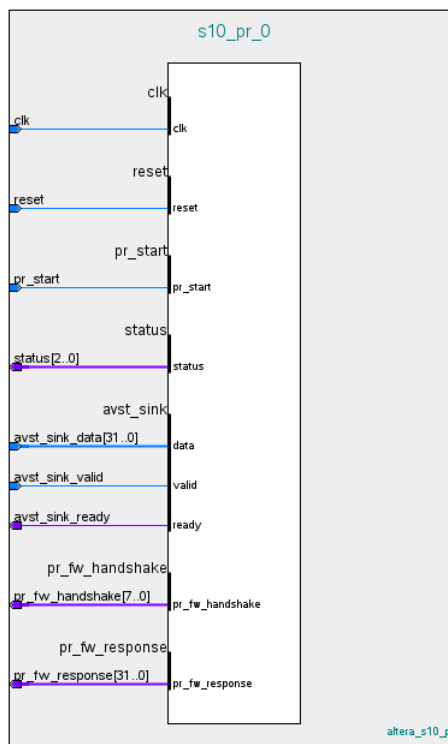 s10_pr_0
clk
clk
clk
reset
reset
reset
pr_start
pr_start
pr_start
status
status[2..0]
status
avst_sink
avst_sink_data[31..0]
data
avst_sink_valid
valid
avst_sink_ready
ready
pr_fw_handshake
pr_fw_handshake[7..0]
pr_fw_handshake
pr_fw_response
pr_fw_response[31..0]
pr_fw_response
altera_s10_p